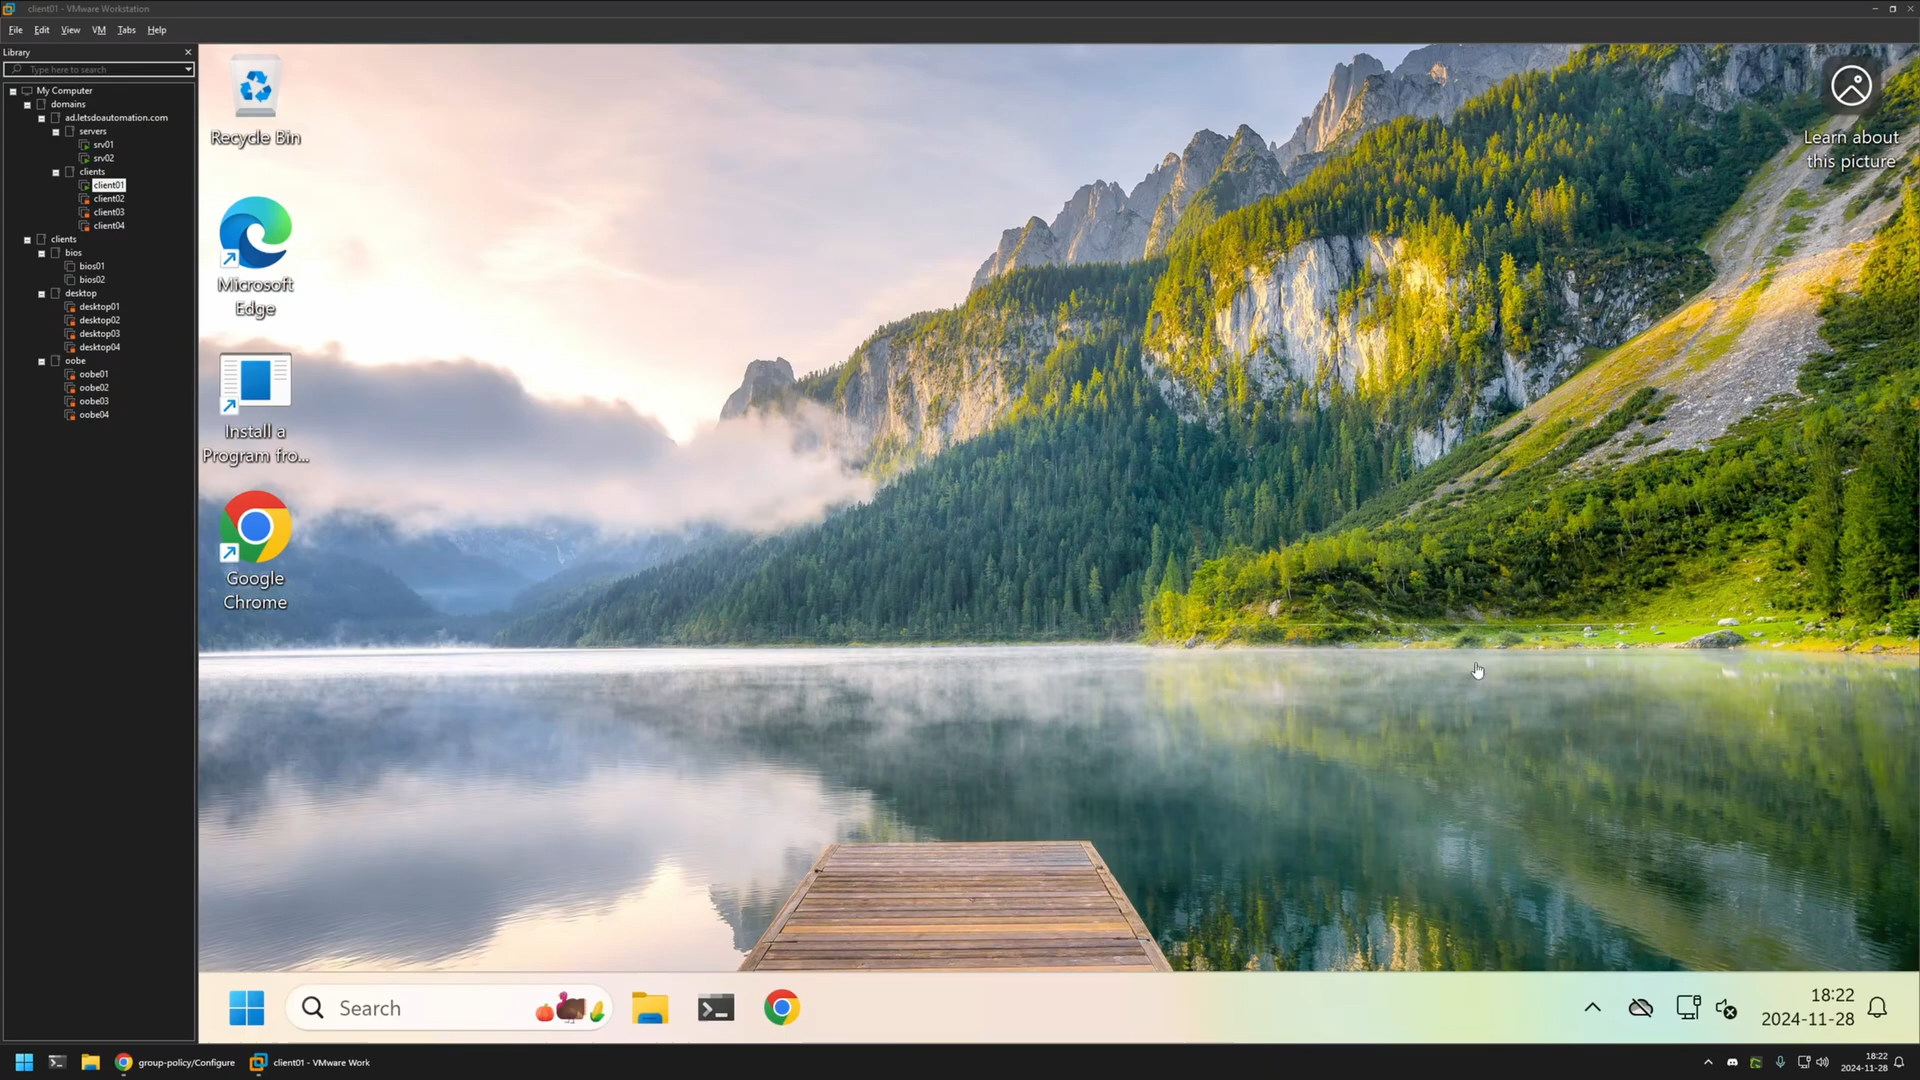 client01 - VMware Workstation
File Edit View VM Tabs Help
Library
Type here to search
My Computer
domains
ad.letsdoautomation.com
servers
srv01
srv02
clients
client01
client02
client03
client04
clients
bios
bios01
bios02
desktop
desktop01
desktop02
desktop03
desktop04
oobe
oobe01
oobe02
oobe03
oobe04
Recycle Bin
Microsoft
Edge
Install a
Program fro...
Google
Chrome
Learn about
this picture
Search
18:22
2024-11-28
group-policy/Configure
client01 - VMware Work
18:22
2024-11-28